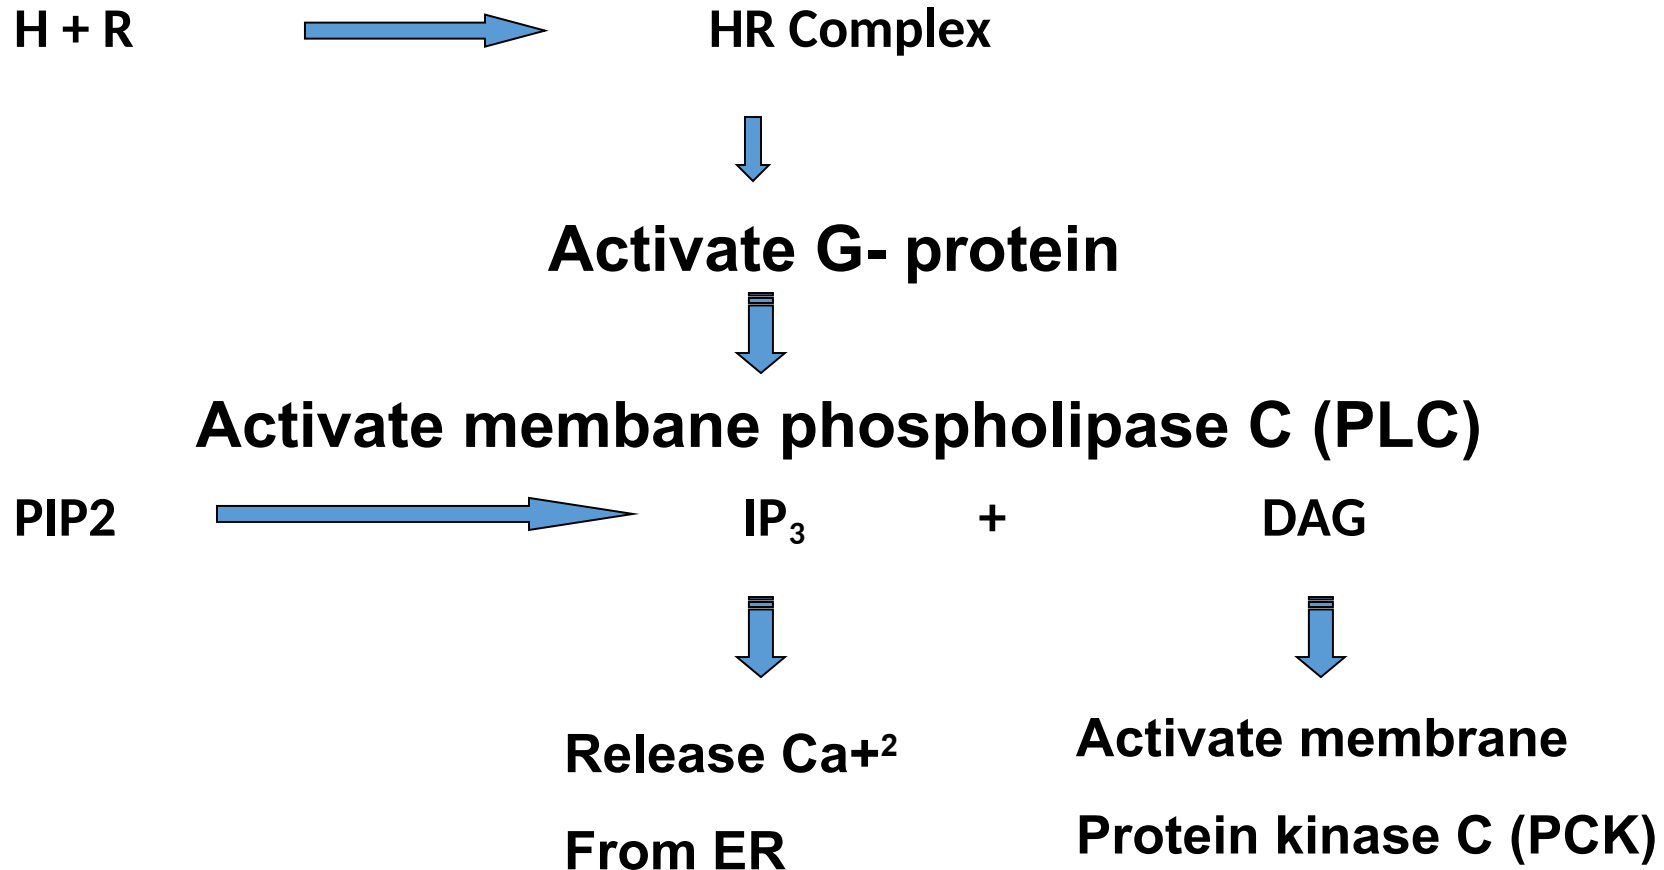 H + R HR Complex
Activate G- protein
Activate membane phospholipase C (PLC)
PIP2 IP₃ + DAG
Release Ca+²
From ER
Activate membrane
Protein kinase C (PCK)